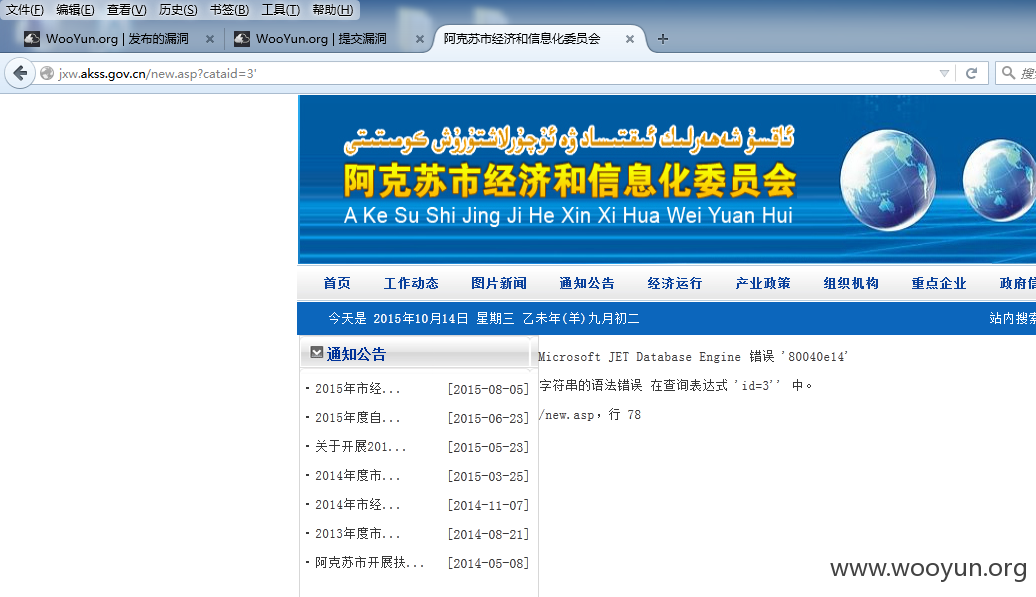 文件(F) 编辑(E) 查看(V) 历史(S) 书签(B) 工具(T) 帮助(H)
WooYun.org | 发布的漏洞 WooYun.org | 提交漏洞 阿克苏市经济和信息化委员会
jxw.akss.gov.cn/new.asp?cataid=3'
ئاقسۇ شەھەرلىك ئىقتىساد ۋە ئۇچۇرلاشتۇرۇش كومىتىتى
阿克苏市经济和信息化委员会
A Ke Su Shi Jing Ji He Xin Xi Hua Wei Yuan Hui
首页 工作动态 图片新闻 通知公告 经济运行 产业政策 组织机构 重点企业 政府信
今天是 2015年10月14日 星期三 乙未年(羊)九月初二 站内搜索
通知公告
2015年市经... [2015-08-05]
2015年度自... [2015-06-23]
关于开展201... [2015-05-23]
2014年度市... [2015-03-25]
2014年市经... [2014-11-07]
2013年度市... [2014-08-21]
阿克苏市开展扶... [2014-05-08]
Microsoft JET Database Engine 错误 '80040e14'
字符串的语法错误 在查询表达式 'id=3'' 中。
/new.asp，行 78
www.wooyun.org